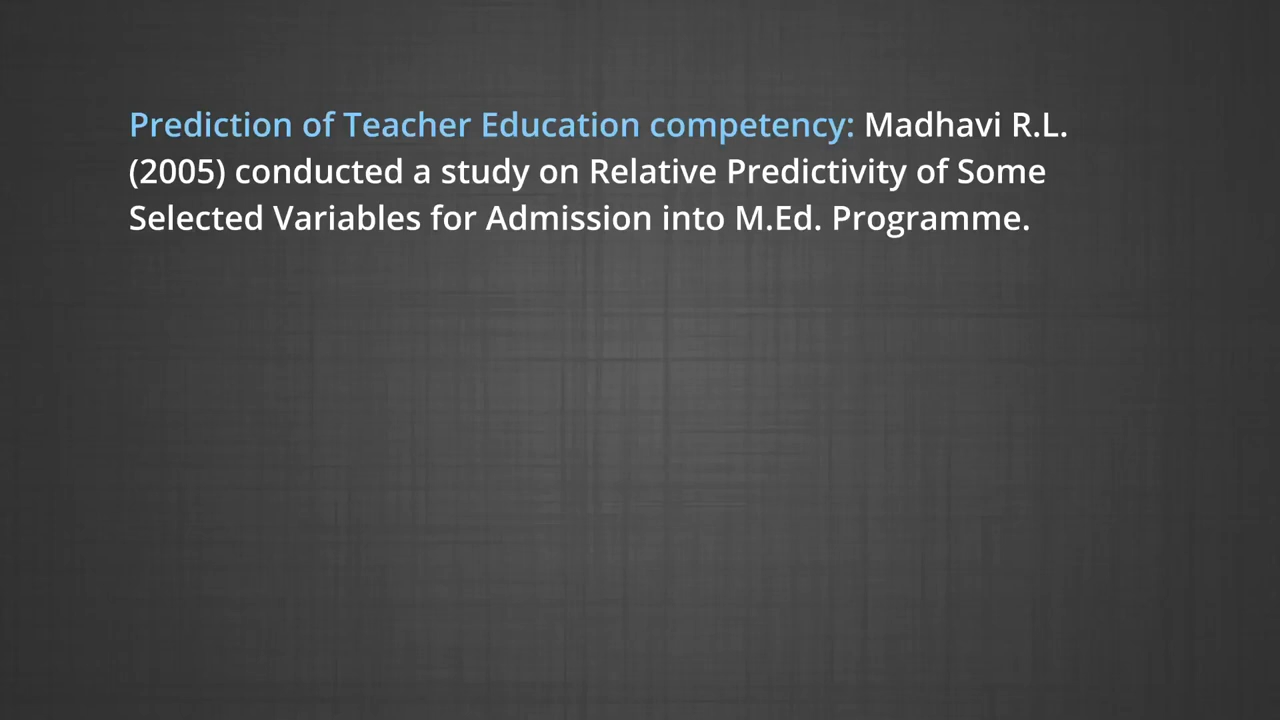 Prediction of Teacher Education competency: Madhavi R.L.
(2005) conducted a study on Relative Predictivity of Some
Selected Variables for Admission into M.Ed. Programme.